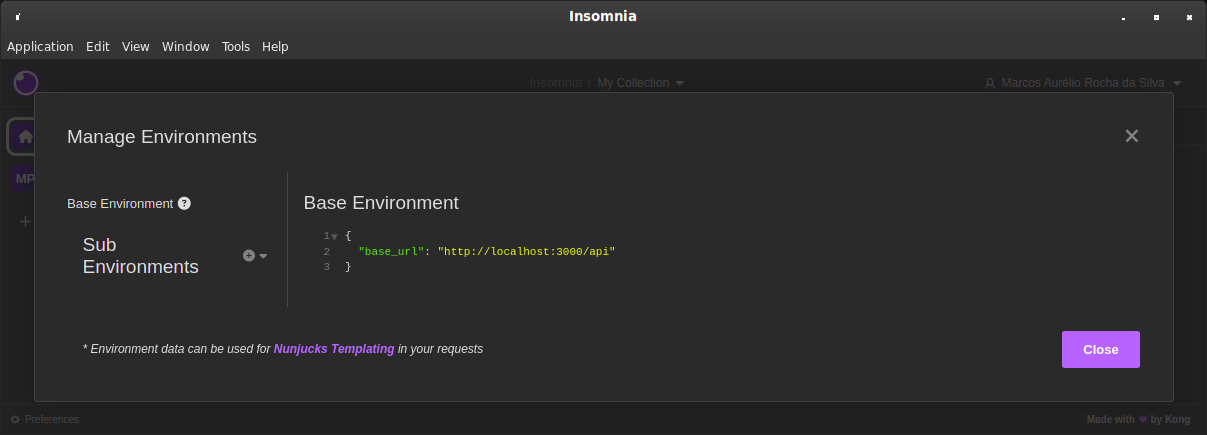 Insomnia
Application Edit View Window Tools Help
Insomnia / My Collection
Marcos Aurélio Rocha da Silva
Manage Environments
MP
Base Environment ?
Sub
Environments
Base Environment
1 {
2 "base_url": "http://localhost:3000/api"
3 }
* Environment data can be used for Nunjucks Templating in your requests
Close
Preferences
Made with ❤ by Kong